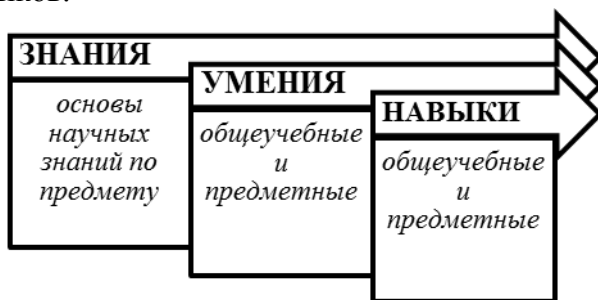 ЗНАНИЯ
основы
научных
знаний по
предмету
УМЕНИЯ
общеучебные
и
предметные
НАВЫКИ
общеучебные
и
предметные